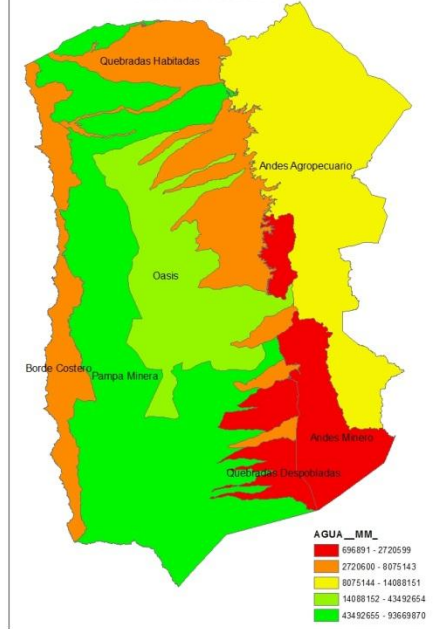 Quebradas Habitadas
Andes Agropecuario
Oasis
Borde Costero
Pampa Minera
Andes Minero
Quebradas Despobladas
AGUA__MM_
696891 - 2720599
2720600 - 8075143
8075144 - 14088151
14088152 - 43492654
43492655 - 93669870